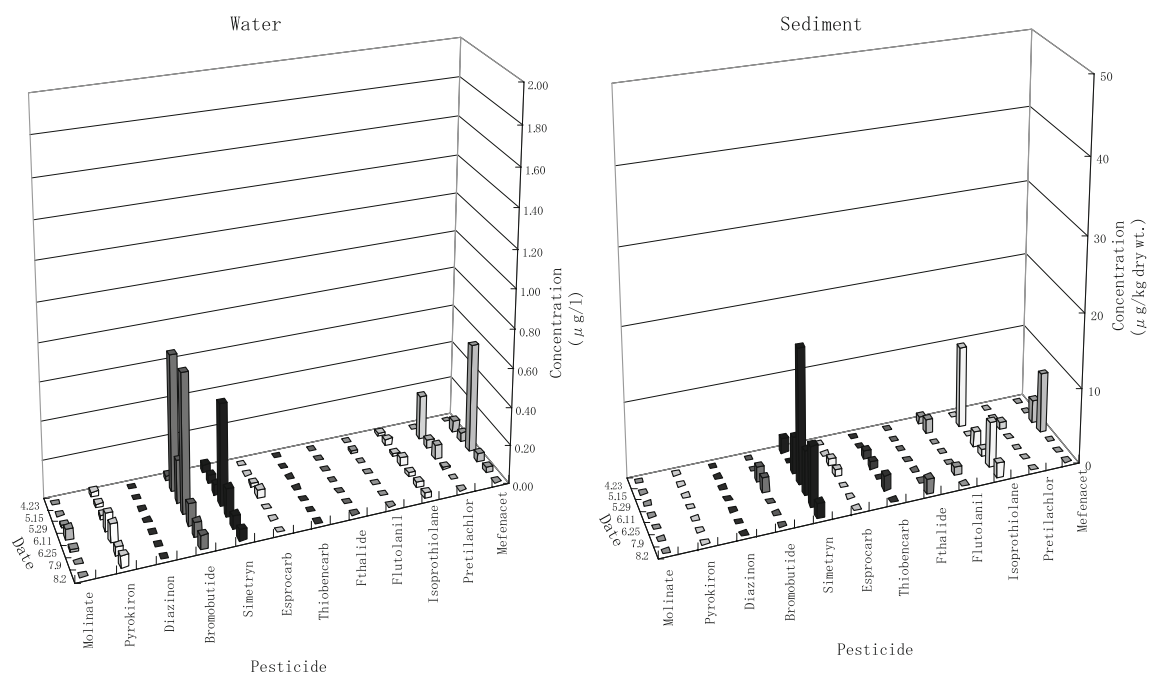 Water
2.00
1.80
1.60
1.40
1.20
1.00
0.80
0.60
0.40
0.20
0.00
Concentration
(μg/l)
4.23
5.15
5.29
6.11
6.25
7.9
8.2
Date
Molinate
Pyrokiron
Diazinon
Bromobutide
Simetryn
Esprocarb
Thiobencarb
Fthalide
Flutolanil
Isoprothiolane
Pretilachlor
Mefenacet
Pesticide
Sediment
50
40
30
20
10
0
Concentration
(μg/kg dry wt.)
4.23
5.15
5.29
6.11
6.25
7.9
8.2
Date
Molinate
Pyrokiron
Diazinon
Bromobutide
Simetryn
Esprocarb
Thiobencarb
Fthalide
Flutolanil
Isoprothiolane
Pretilachlor
Mefenacet
Pesticide